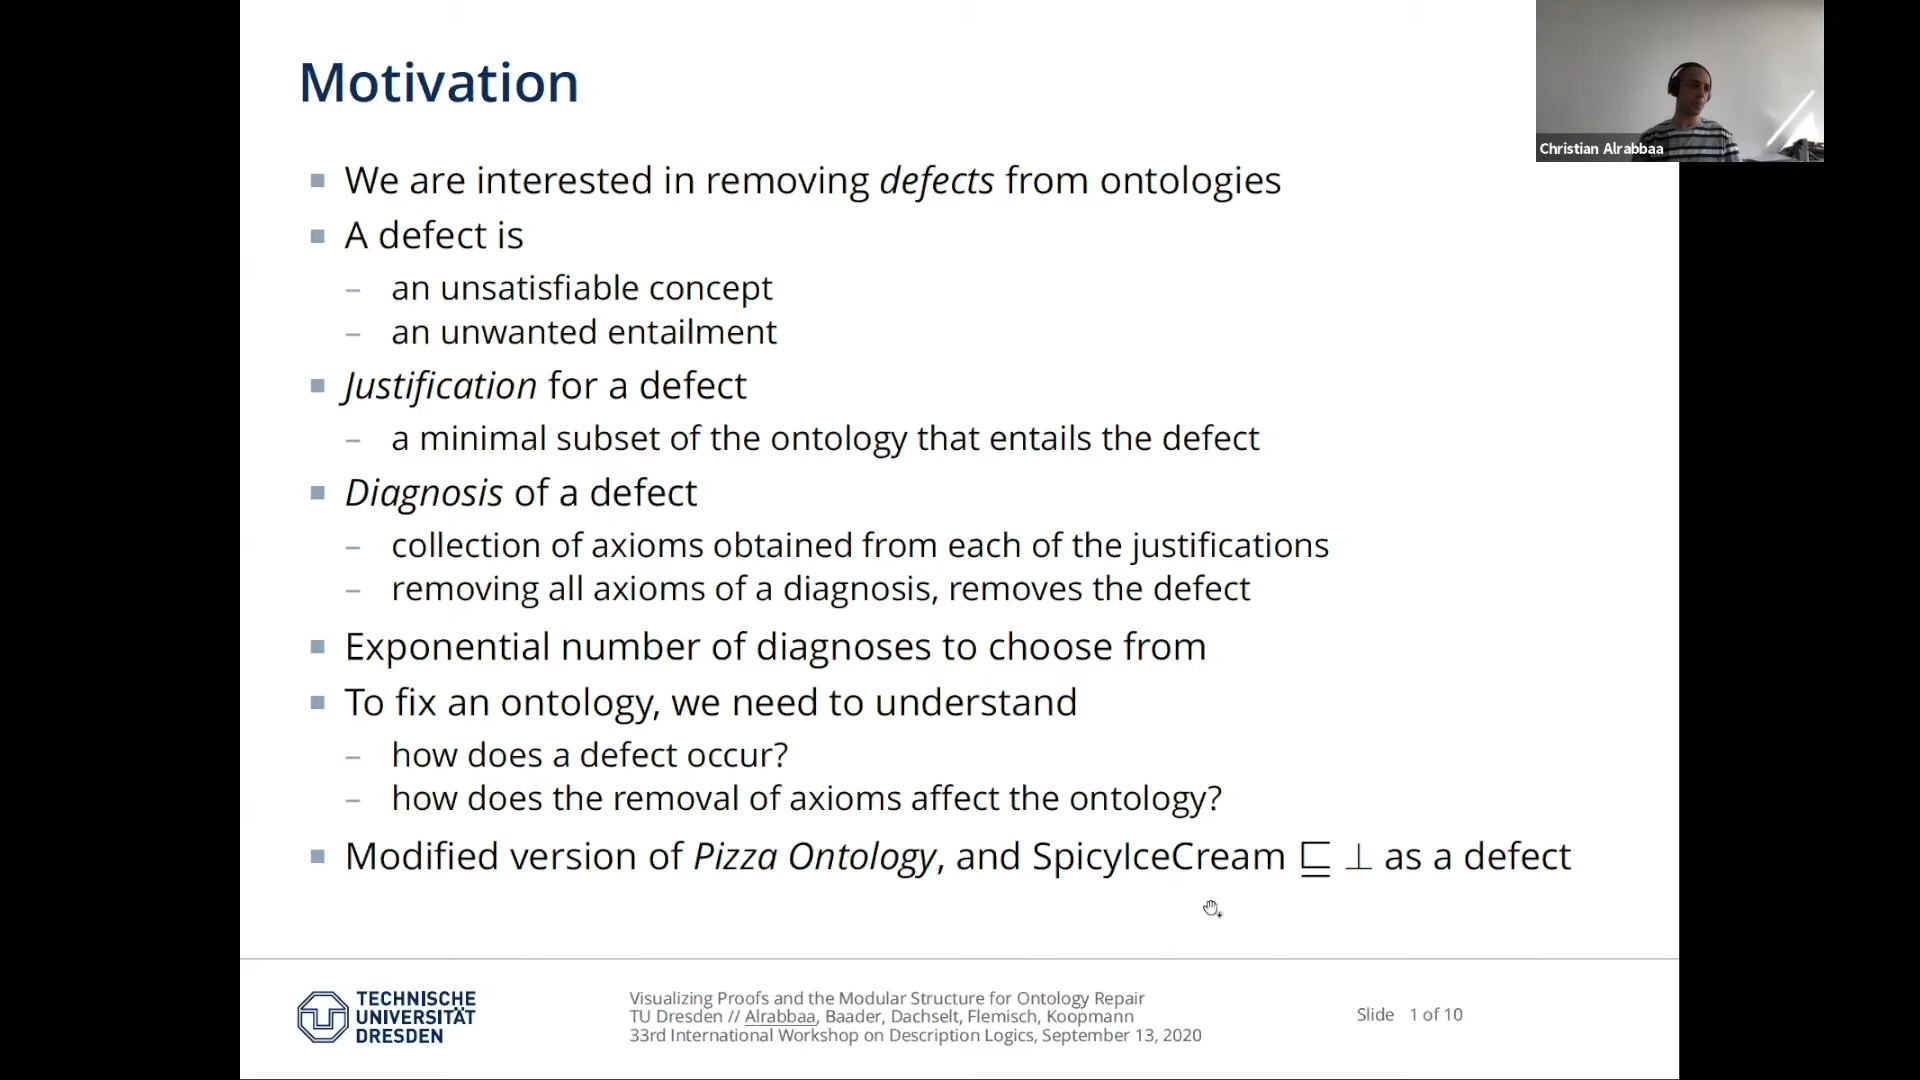 Motivation
Christian Alrabbaa
We are interested in removing defects from ontologies
A defect is
– an unsatisfiable concept
– an unwanted entailment
Justification for a defect
– a minimal subset of the ontology that entails the defect
Diagnosis of a defect
– collection of axioms obtained from each of the justifications
– removing all axioms of a diagnosis, removes the defect
Exponential number of diagnoses to choose from
To fix an ontology, we need to understand
– how does a defect occur?
– how does the removal of axioms affect the ontology?
Modified version of Pizza Ontology, and SpicyIceCream ⊑ ⊥ as a defect
TECHNISCHE
UNIVERSITÄT
DRESDEN
Visualizing Proofs and the Modular Structure for Ontology Repair
TU Dresden // Alrabbaa, Baader, Dachselt, Flemisch, Koopmann
33rd International Workshop on Description Logics, September 13, 2020
Slide 1 of 10